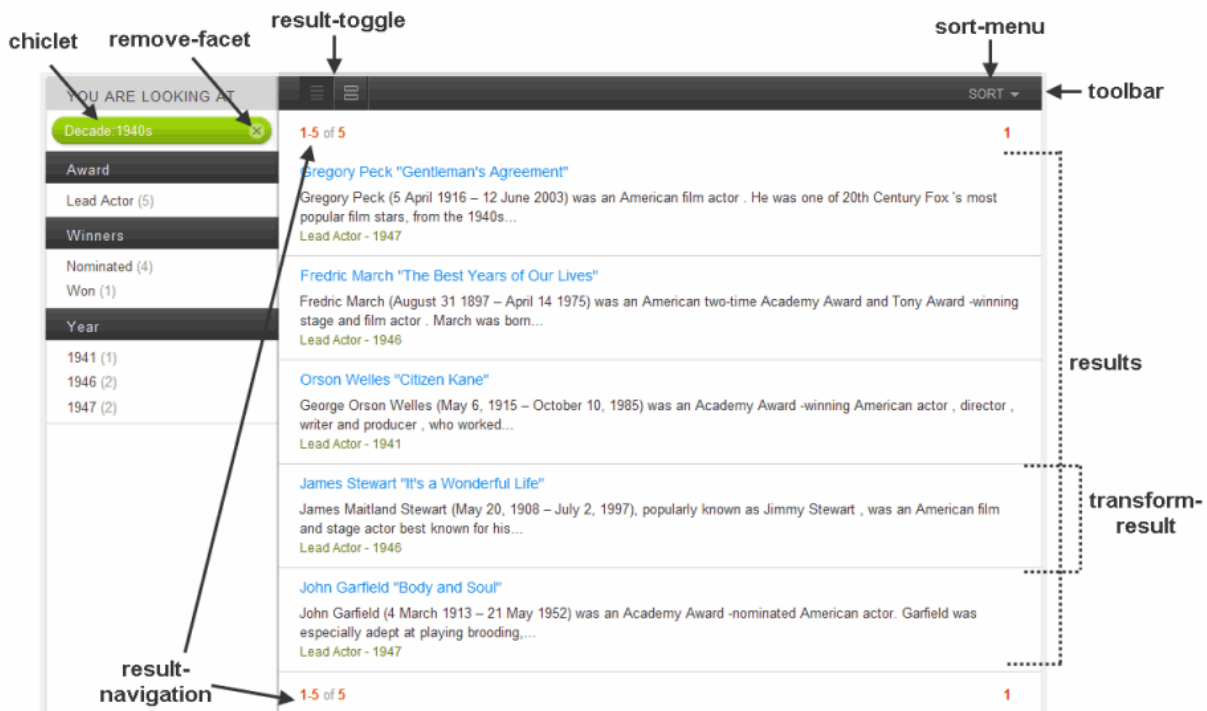 result-toggle
sort-menu
chiclet
remove-facet
YOU ARE LOOKING AT
SORT
toolbar
Decade:1940s
1-5 of 5
1
Award
Lead Actor (5)
Winners
Nominated (4)
Won (1)
Year
1941 (1)
1946 (2)
1947 (2)
Gregory Peck "Gentleman's Agreement"
Gregory Peck (5 April 1916 – 12 June 2003) was an American film actor . He was one of 20th Century Fox 's most
popular film stars, from the 1940s...
Lead Actor - 1947
Fredric March "The Best Years of Our Lives"
Fredric March (August 31 1897 – April 14 1975) was an American two-time Academy Award and Tony Award -winning
stage and film actor . March was born...
Lead Actor - 1946
Orson Welles "Citizen Kane"
George Orson Welles (May 6, 1915 – October 10, 1985) was an Academy Award -winning American actor , director ,
writer and producer , who worked...
Lead Actor - 1941
James Stewart "It's a Wonderful Life"
James Maitland Stewart (May 20, 1908 – July 2, 1997), popularly known as Jimmy Stewart , was an American film
and stage actor best known for his...
Lead Actor - 1946
John Garfield "Body and Soul"
John Garfield (4 March 1913 – 21 May 1952) was an Academy Award -nominated American actor. Garfield was
especially adept at playing brooding,...
Lead Actor - 1947
results
transform-
result
result-
navigation
1-5 of 5
1